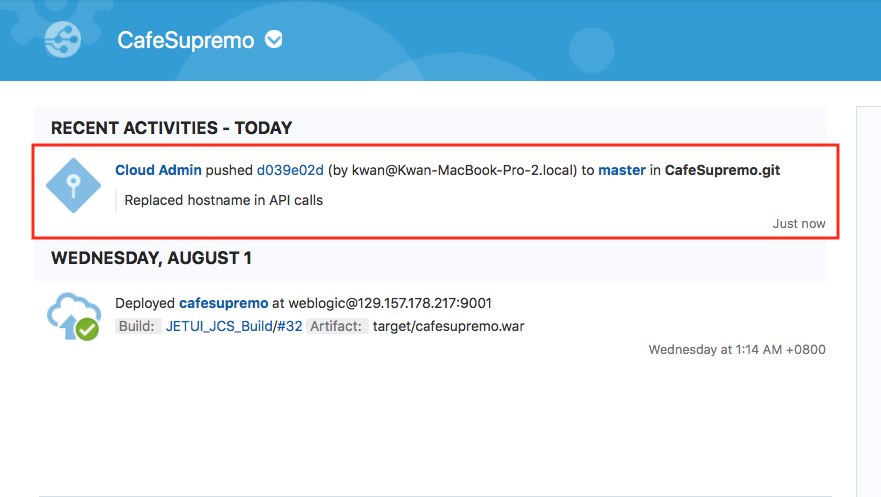 CafeSupremo
RECENT ACTIVITIES - TODAY
Cloud Admin pushed d039e02d (by kwan@Kwan-MacBook-Pro-2.local) to master in CafeSupremo.git
Replaced hostname in API calls
Just now
WEDNESDAY, AUGUST 1
Deployed cafesupremo at weblogic@129.157.178.217:9001
Build: JETUI_JCS_Build/#32 Artifact: target/cafesupremo.war
Wednesday at 1:14 AM +0800